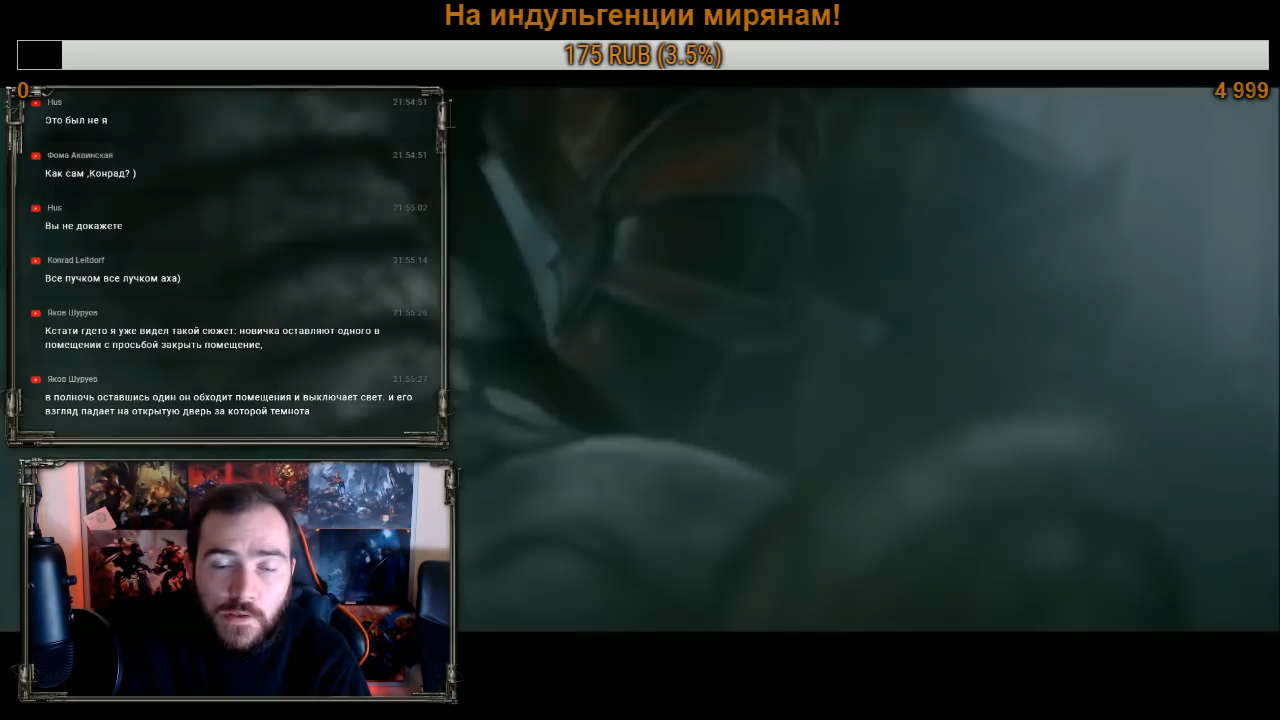 На индульгенции мирянам!
175 RUB (3.5%)
0
4 999
Hus 21:54:51
Это был не я
Фома Аквинская 21:54:51
Как сам ,Конрад? )
Hus 21:55:02
Вы не докажете
Konrad Leitdorf 21:55:14
Все пучком все лучком аха)
Яков Шуруев 21:55:26
Кстати гдето я уже видел такой сюжет: новичка оставляют одного в
помещении с просьбой закрыть помещение,
Яков Шуруев 21:55:27
в полночь оставшись один он обходит помещения и выключает свет. и его
взгляд падает на открутую дверь за которой темнота